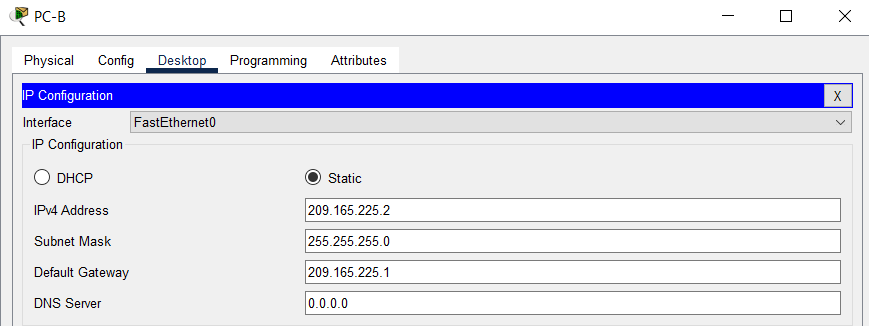 PC-B
Physical Config Desktop Programming Attributes
IP Configuration X
Interface FastEthernet0
IP Configuration
DHCP Static
IPv4 Address 209.165.225.2
Subnet Mask 255.255.255.0
Default Gateway 209.165.225.1
DNS Server 0.0.0.0